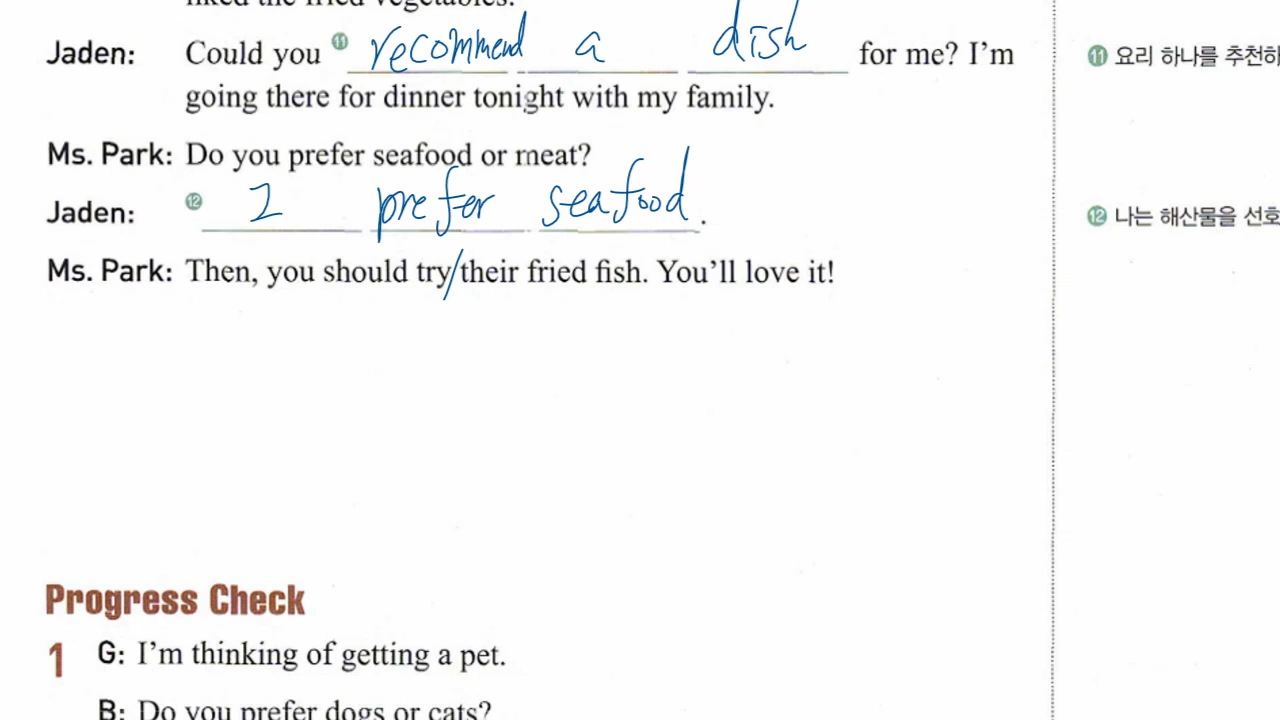 liked the fried vegetables.
Jaden: Could you ⑪ recommend a dish for me? I'm
going there for dinner tonight with my family.
⑪ 요리 하나를 추천하
Ms. Park: Do you prefer seafood or meat?
Jaden: ⑫ I prefer seafood.
⑫ 나는 해산물을 선호
Ms. Park: Then, you should try/their fried fish. You'll love it!
Progress Check
1 G: I'm thinking of getting a pet.
B: Do you prefer dogs or cats?